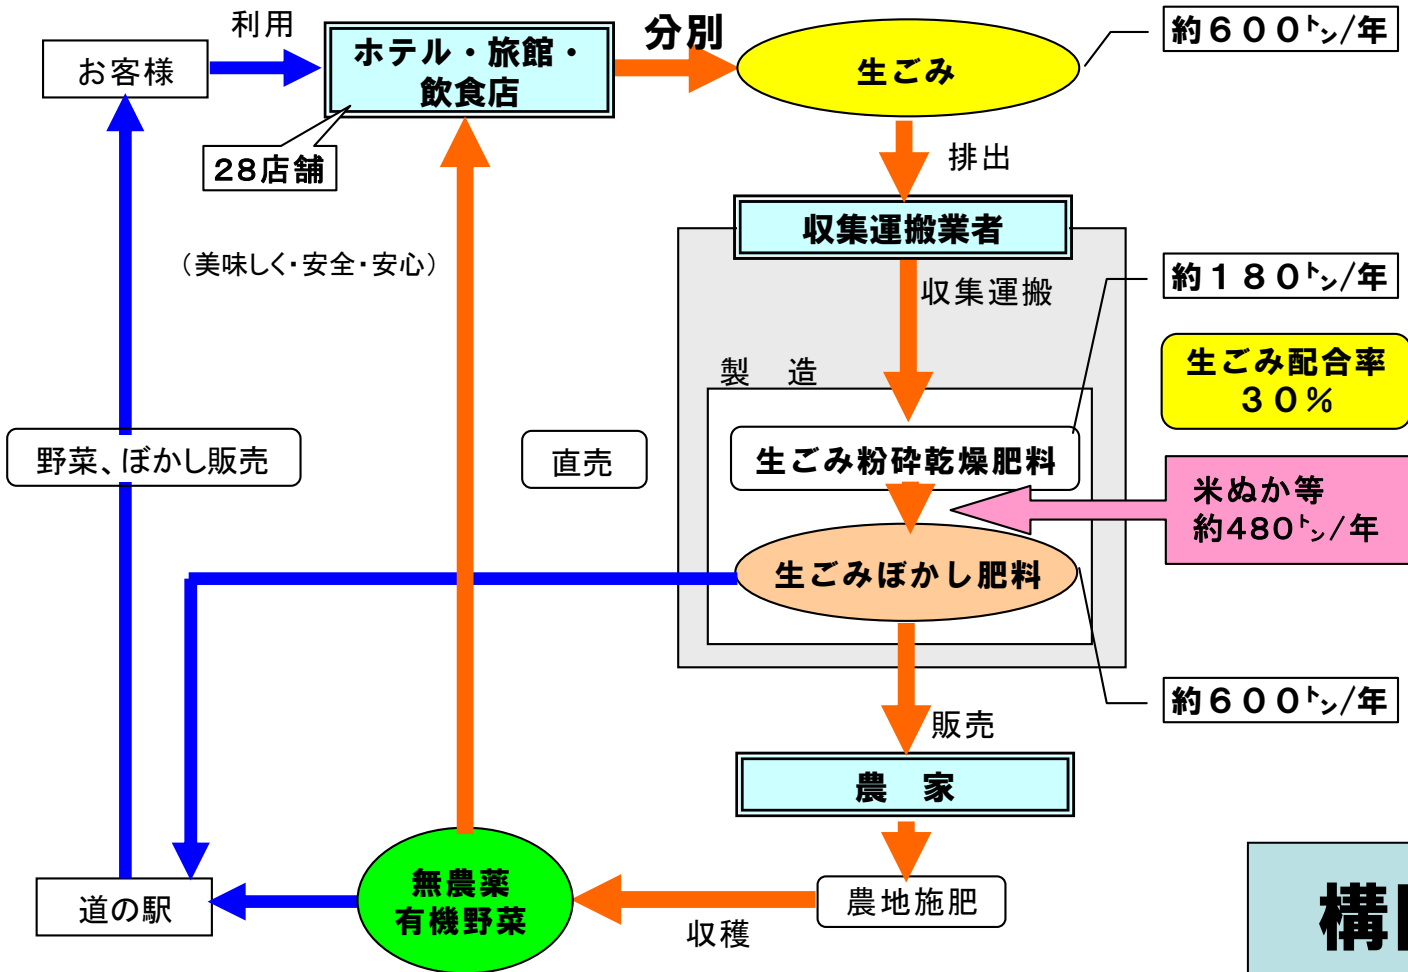 利用
お客様
ホテル・旅館・
飲食店
28店舗
分別
生ごみ
約６００㌧/年
排出
収集運搬業者
収集運搬
（美味しく・安全・安心）
約１８０㌧/年
製　造
生ごみ配合率
３０％
野菜、ぼかし販売
直売
生ごみ粉砕乾燥肥料
米ぬか等
約480㌧/年
生ごみぼかし肥料
約６００㌧/年
販売
農　家
無農薬
有機野菜
道の駅
農地施肥
収穫
構